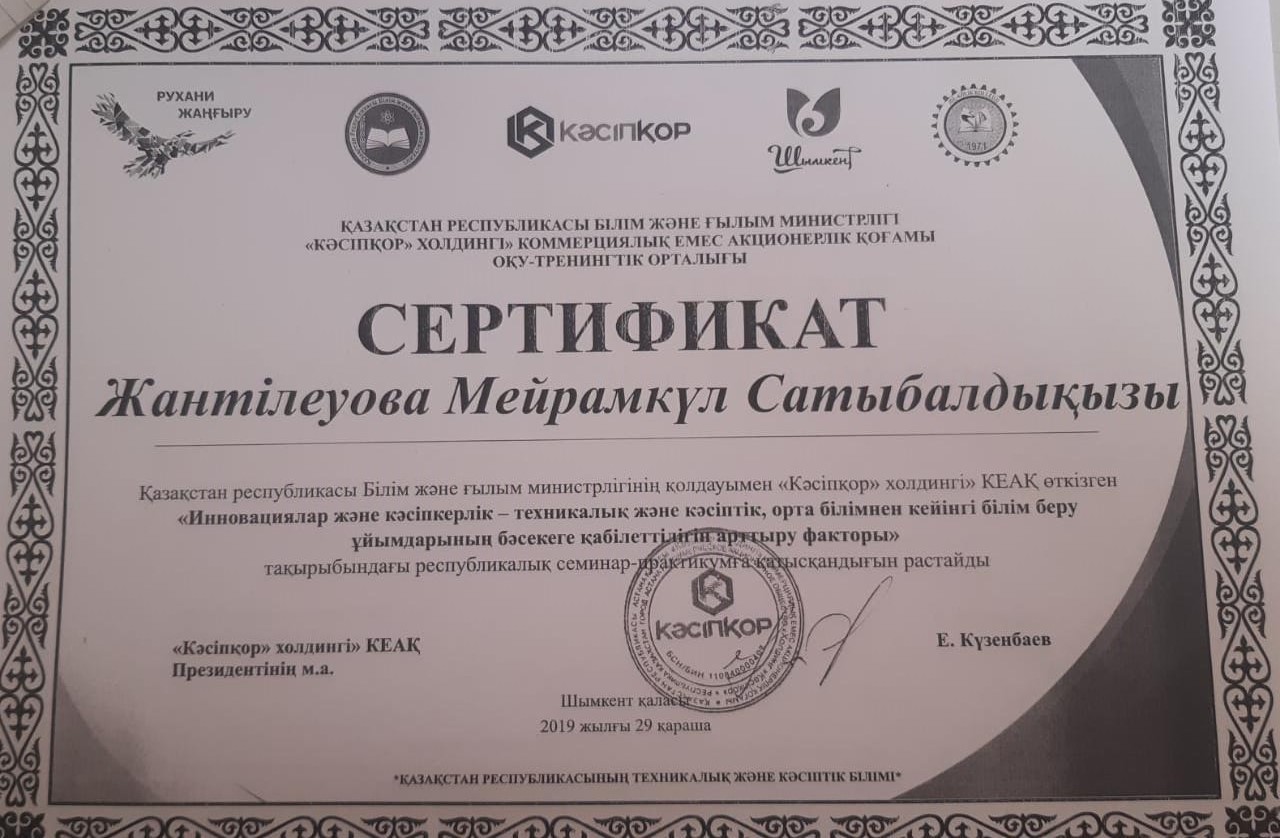 РУХАНИ
ЖАҢҒЫРУ
КӘСІПҚОР
Шымкент
1971
ҚАЗАҚСТАН РЕСПУБЛИКАСЫ БІЛІМ ЖӘНЕ ҒЫЛЫМ МИНИСТРЛІГІ
«КӘСІПҚОР» ХОЛДИНГІ» КОММЕРЦИЯЛЫҚ ЕМЕС АКЦИОНЕРЛІК ҚОҒАМЫ
ОҚУ-ТРЕНИНГТІК ОРТАЛЫҒЫ
СЕРТИФИКАТ
Жантілеуова Мейрамкүл Сатыбалдықызы
Қазақстан республикасы Білім және ғылым министрлігінің қолдауымен «Кәсіпқор» холдингі» КЕАҚ өткізген
«Инновациялар және кәсіпкерлік – техникалық және кәсіптік, орта білімнен кейінгі білім беру
ұйымдарының бәсекеге қабілеттілігін арттыру факторы»
тақырыбындағы республикалық семинар-практикумға қатысқандығын растайды
«Кәсіпқор» холдингі» КЕАҚ
Президентінің м.а.
КӘСІПҚОР
БСН/БИН
Е. Күзенбаев
Шымкент қаласы
2019 жылғы 29 қараша
*ҚАЗАҚСТАН РЕСПУБЛИКАСЫНЫҢ ТЕХНИКАЛЫҚ ЖӘНЕ КӘСІПТІК БІЛІМІ*